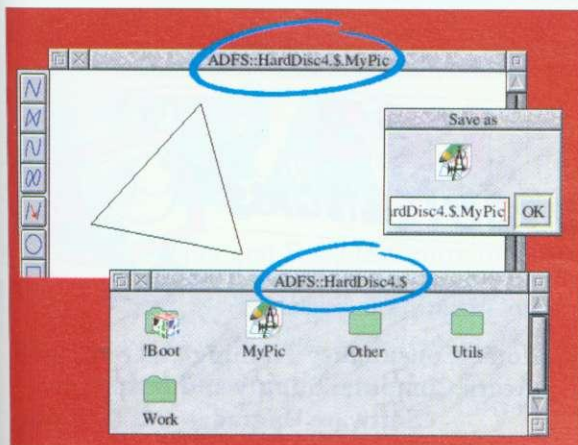 ADFS::HardDisc4.$.MyPic
Save as
rdDisc4.$.MyPic
OK
ADFS::HardDisc4.$
!Boot
MyPic
Other
Utils
Work